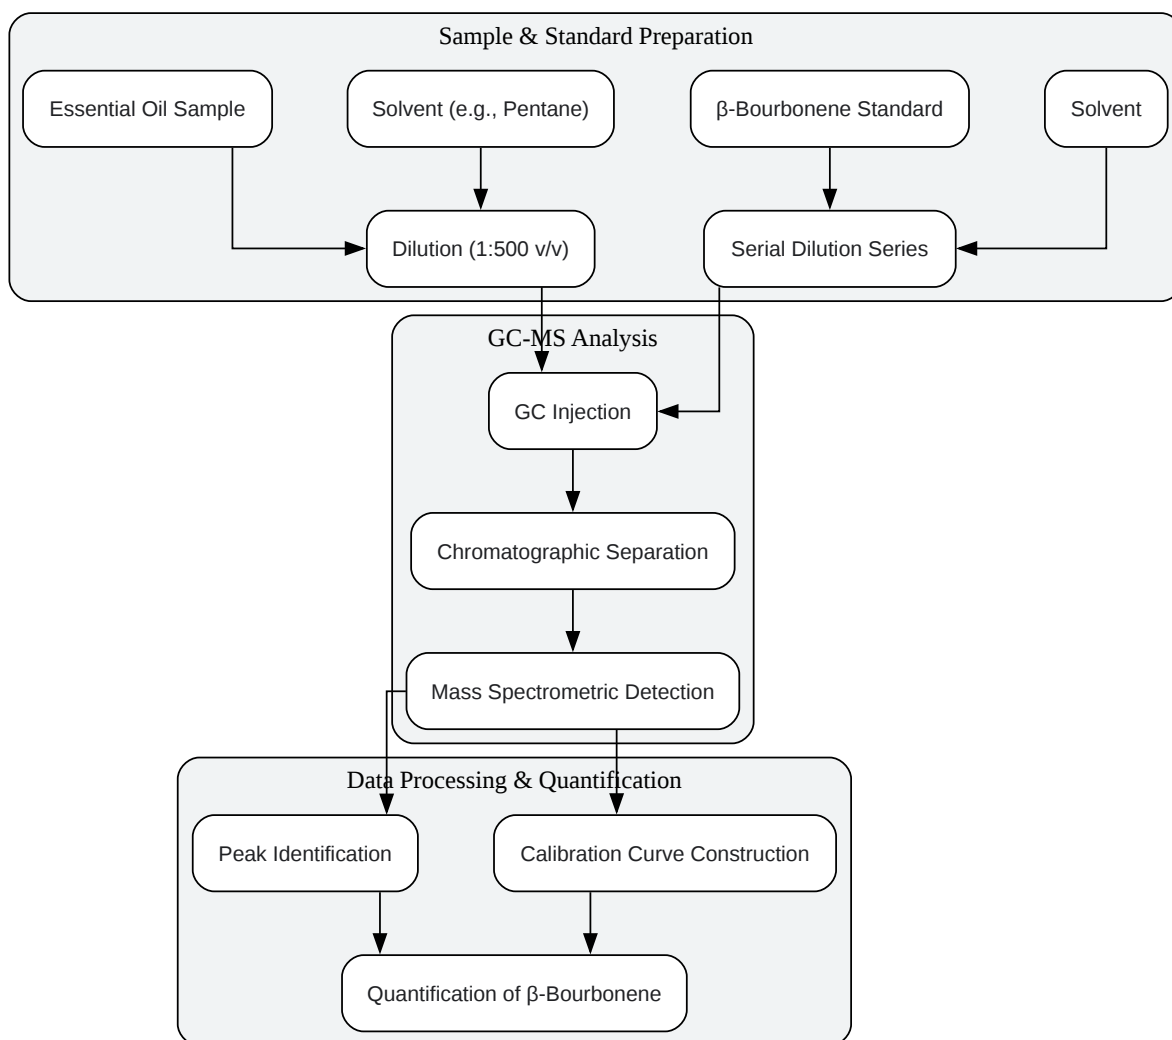 Sample & Standard Preparation
Essential Oil Sample
Solvent (e.g., Pentane)
β-Bourbonene Standard
Solvent
Dilution (1:500 v/v)
Serial Dilution Series
GC-MS Analysis
GC Injection
Chromatographic Separation
Mass Spectrometric Detection
Data Processing & Quantification
Peak Identification
Calibration Curve Construction
Quantification of β-Bourbonene